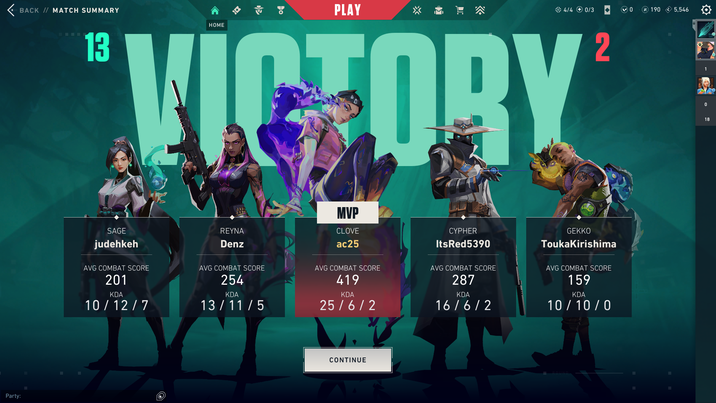 BACK // MATCH SUMMARY
PLAY
4/4 0/3 0 190 5,546
HOME
13
VICTORY
2
1
0
18
MVP
SAGE
judehkeh
AVG COMBAT SCORE
201
KDA
10 / 12 / 7
REYNA
Denz
AVG COMBAT SCORE
254
KDA
13 / 11 / 5
CLOVE
ac25
AVG COMBAT SCORE
419
KDA
25 / 6 / 2
CYPHER
ItsRed5390
AVG COMBAT SCORE
287
KDA
16 / 6 / 2
GEKKO
ToukaKirishima
AVG COMBAT SCORE
159
KDA
10 / 10 / 0
CONTINUE
Party: